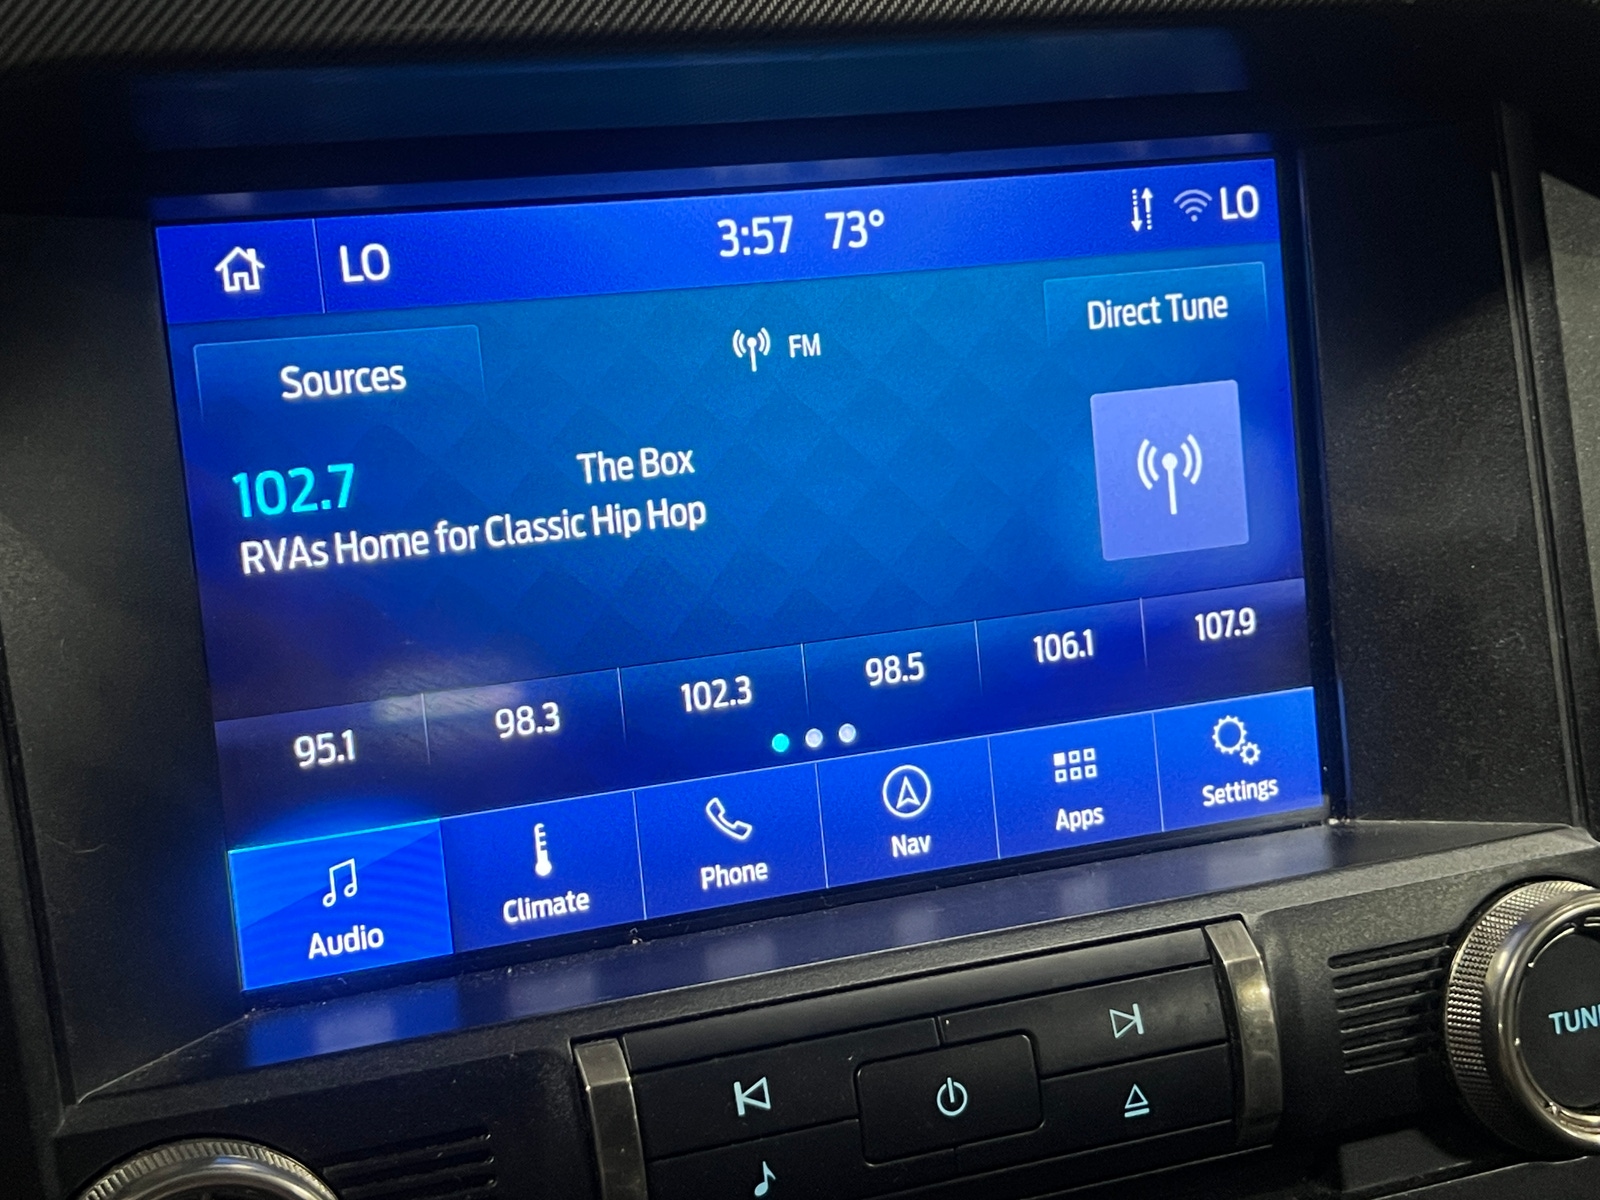 LO
3:57 73°
LO
Sources
FM
Direct Tune
102.7
The Box
RVAs Home for Classic Hip Hop
95.1
98.3
102.3
98.5
106.1
107.9
Audio
Climate
Phone
Nav
Apps
Settings
TUN